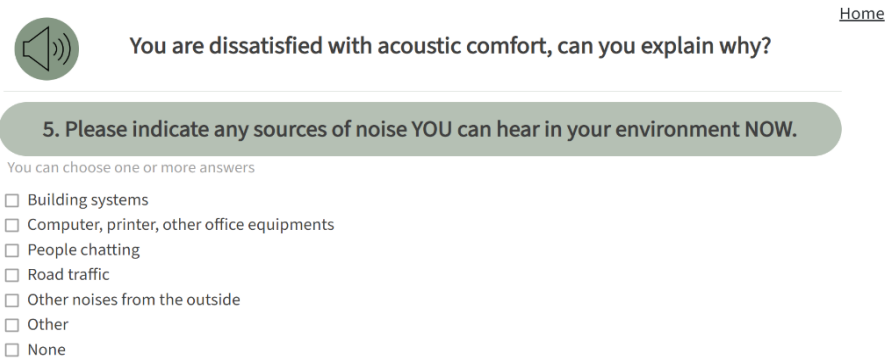 Home
You are dissatisfied with acoustic comfort, can you explain why?
5. Please indicate any sources of noise YOU can hear in your environment NOW.
You can choose one or more answers
Building systems
Computer, printer, other office equipments
People chatting
Road traffic
Other noises from the outside
Other
None